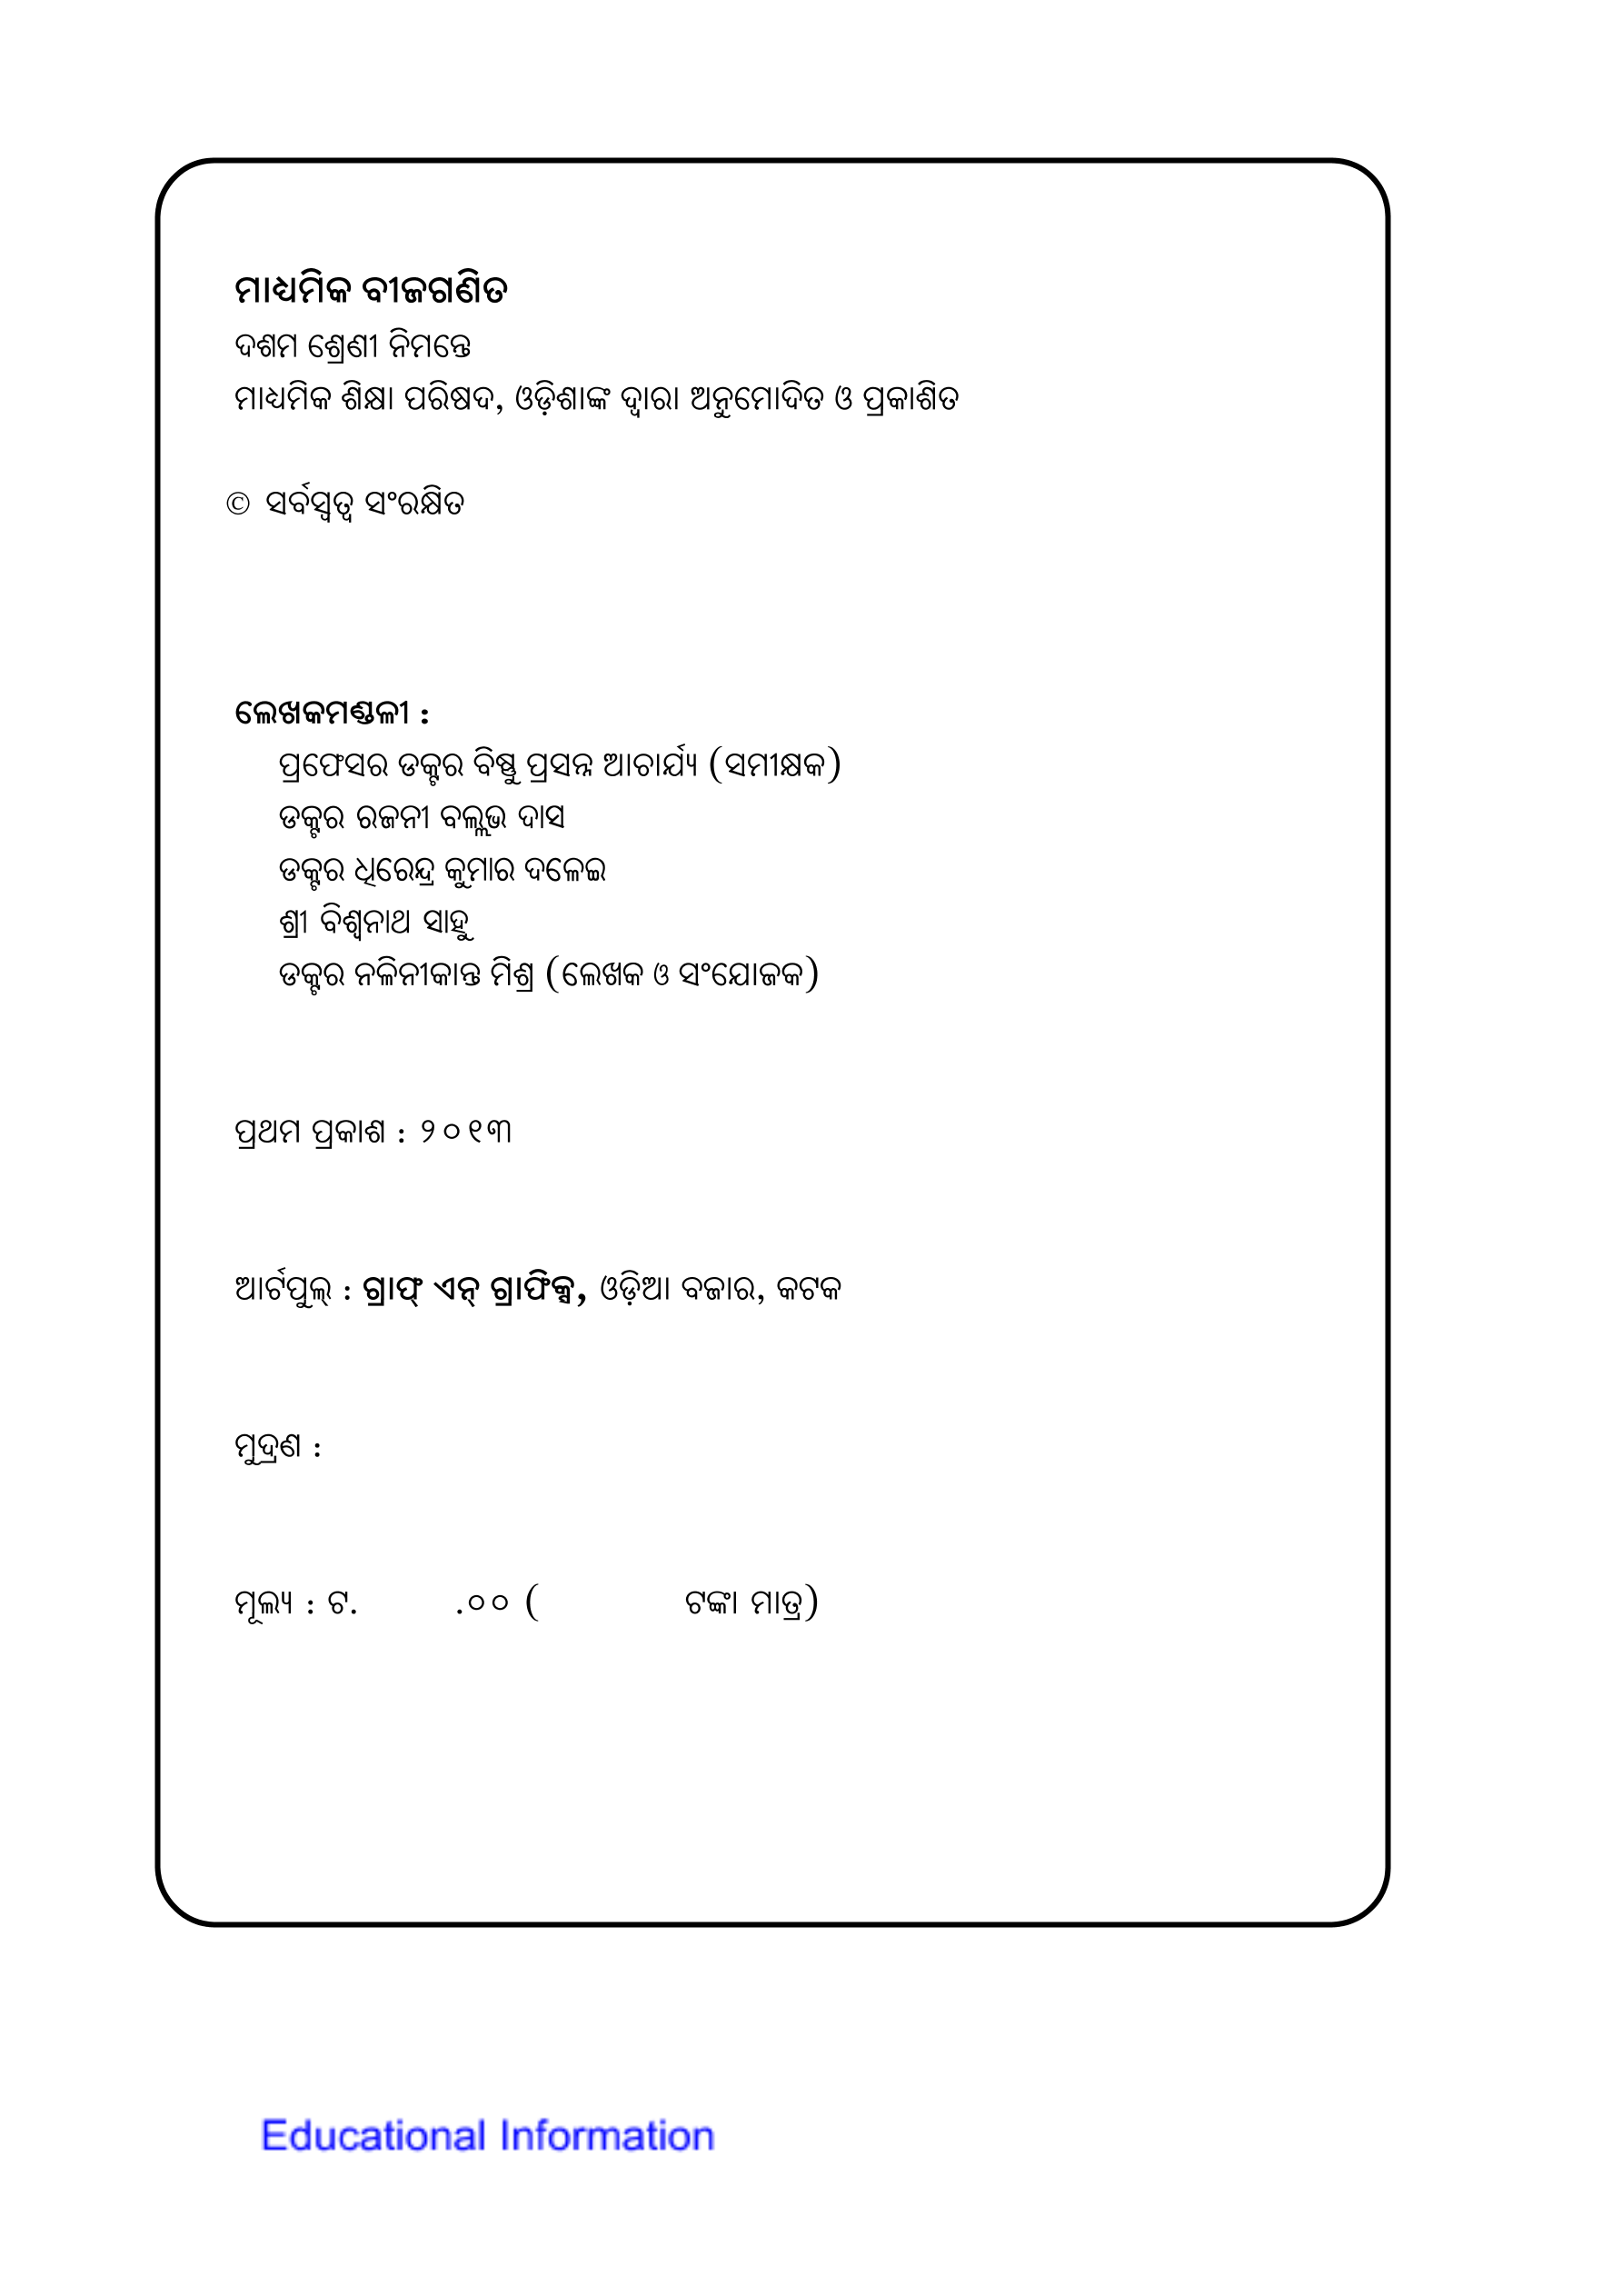 ମାଧ୍ୟମିକ ବୀଜଗଣିତ
ଦଶମ ଶ୍ରେଣୀ ନିମନ୍ତେ
ମାଧ୍ୟମିକ ଶିକ୍ଷା ପରିଷଦ, ଓଡ଼ିଶାଙ୍କ ଦ୍ୱାରା ଅନୁମୋଦିତ ଓ ପ୍ରକାଶିତ
© ସର୍ବସ୍ୱତ୍ୱ ସଂରକ୍ଷିତ
ଲେଖକମଣ୍ଡଳୀ :
ପ୍ରଫେସର ଡକ୍ଟର ବିଷ୍ଣୁ ପ୍ରସନ୍ନ ଆଚାର୍ଯ୍ୟ (ସମୀକ୍ଷକ)
ଡକ୍ଟର ରଜନୀ ବଲ୍ଲଭ ଦାସ
ଡକ୍ଟର ଧିରେନ୍ଦ୍ର କୁମାର ଦଳେଇ
ଶ୍ରୀ ବିଶ୍ୱନାଥ ସାହୁ
ଡକ୍ଟର ନଳିନୀକାନ୍ତ ମିଶ୍ର (ଲେଖକ ଓ ସଂଯୋଜକ)
ପ୍ରଥମ ପ୍ରକାଶ : ୨୦୧୩
ଆର୍ଟପୁଲ୍ : ଗ୍ରାଫ୍ ଏନ୍ ଗ୍ରାଫିକ୍ସ, ଓଡ଼ିଆ ବଜାର, କଟକ
ମୁଦ୍ରଣ :
ମୂଲ୍ୟ : ଟ. .୦୦ ( ଟଙ୍କା ମାତ୍ର)
Educational Information